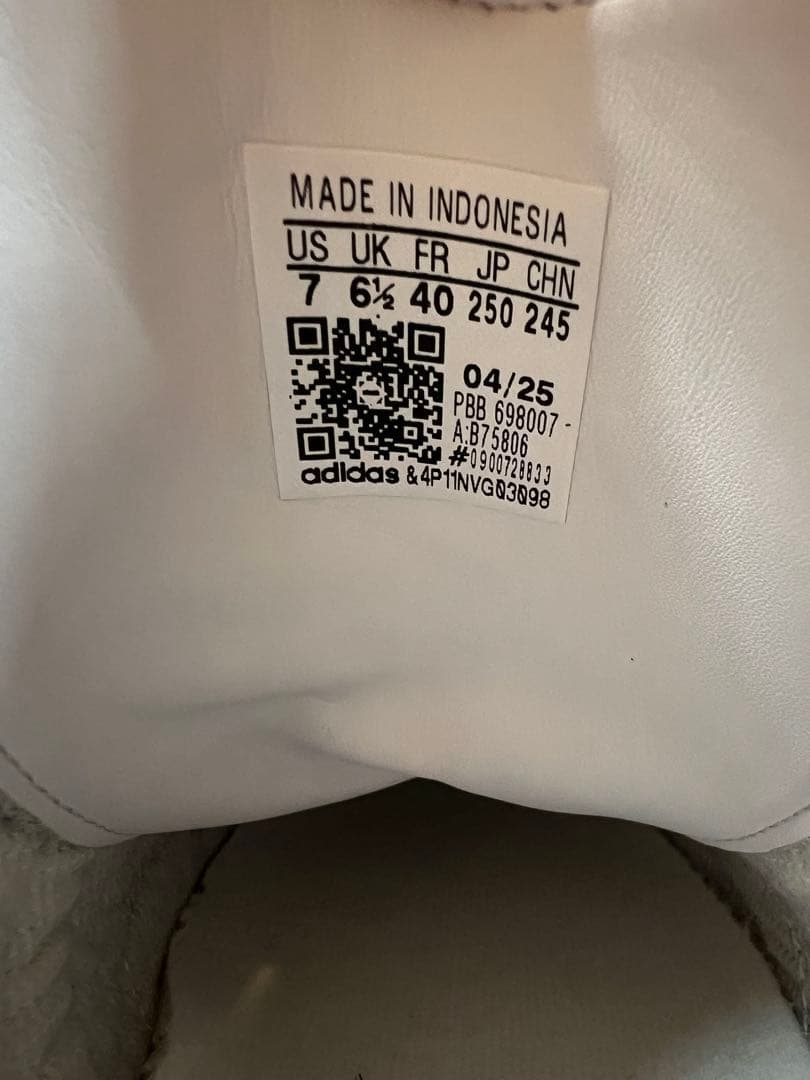 MADE IN INDONESIA
US UK FR JP CHN
7 6½ 40 250 245
04/25
PBB 698007-
A:B75806
#0900728833
adidas &4P11NVG03098